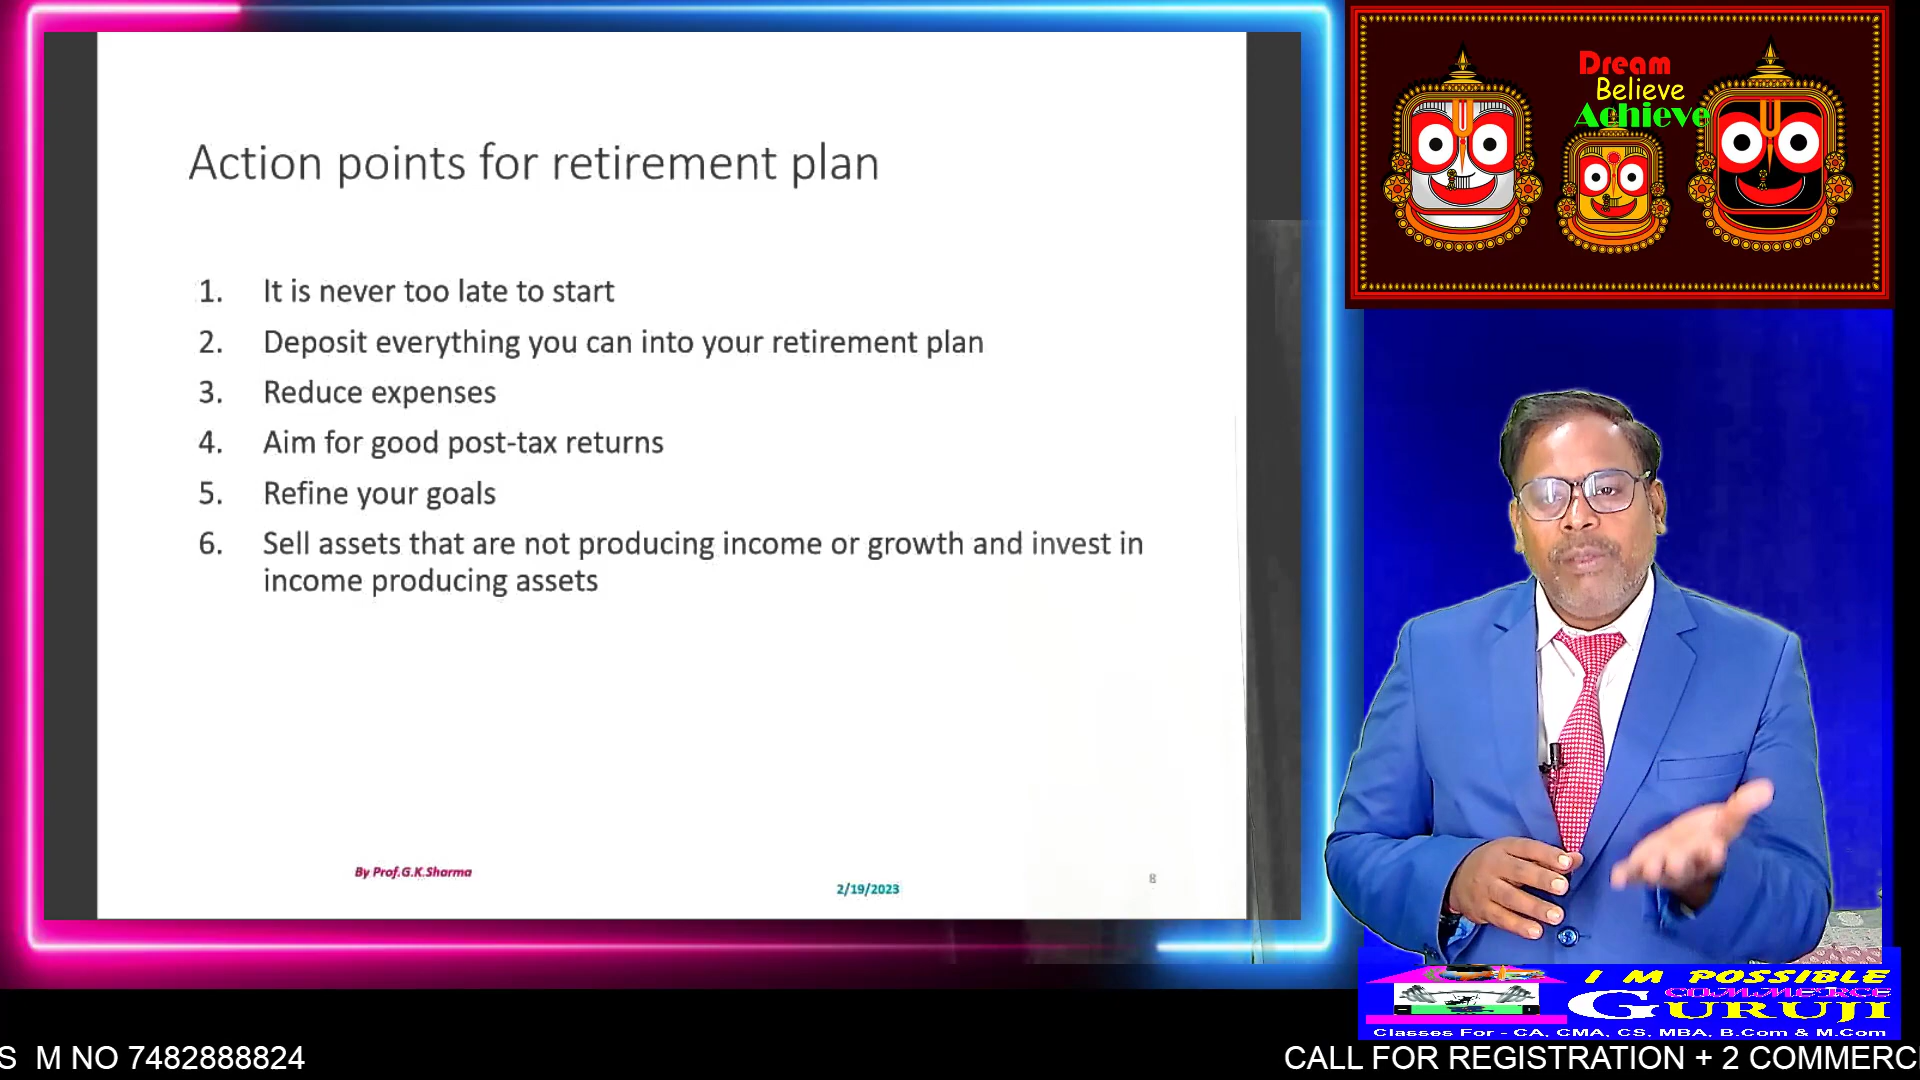 Action points for retirement plan
1. It is never too late to start
2. Deposit everything you can into your retirement plan
3. Reduce expenses
4. Aim for good post-tax returns
5. Refine your goals
6. Sell assets that are not producing income or growth and invest in
income producing assets
By Prof.G.K.Sharma
2/19/2023
8
Dream
Believe
Achieve
I M POSSIBLE
COMMERCE
GURUJI
Classes For - CA, CMA, CS, MBA, B.Com & M.Com
S M NO 7482888824
CALL FOR REGISTRATION + 2 COMMERC